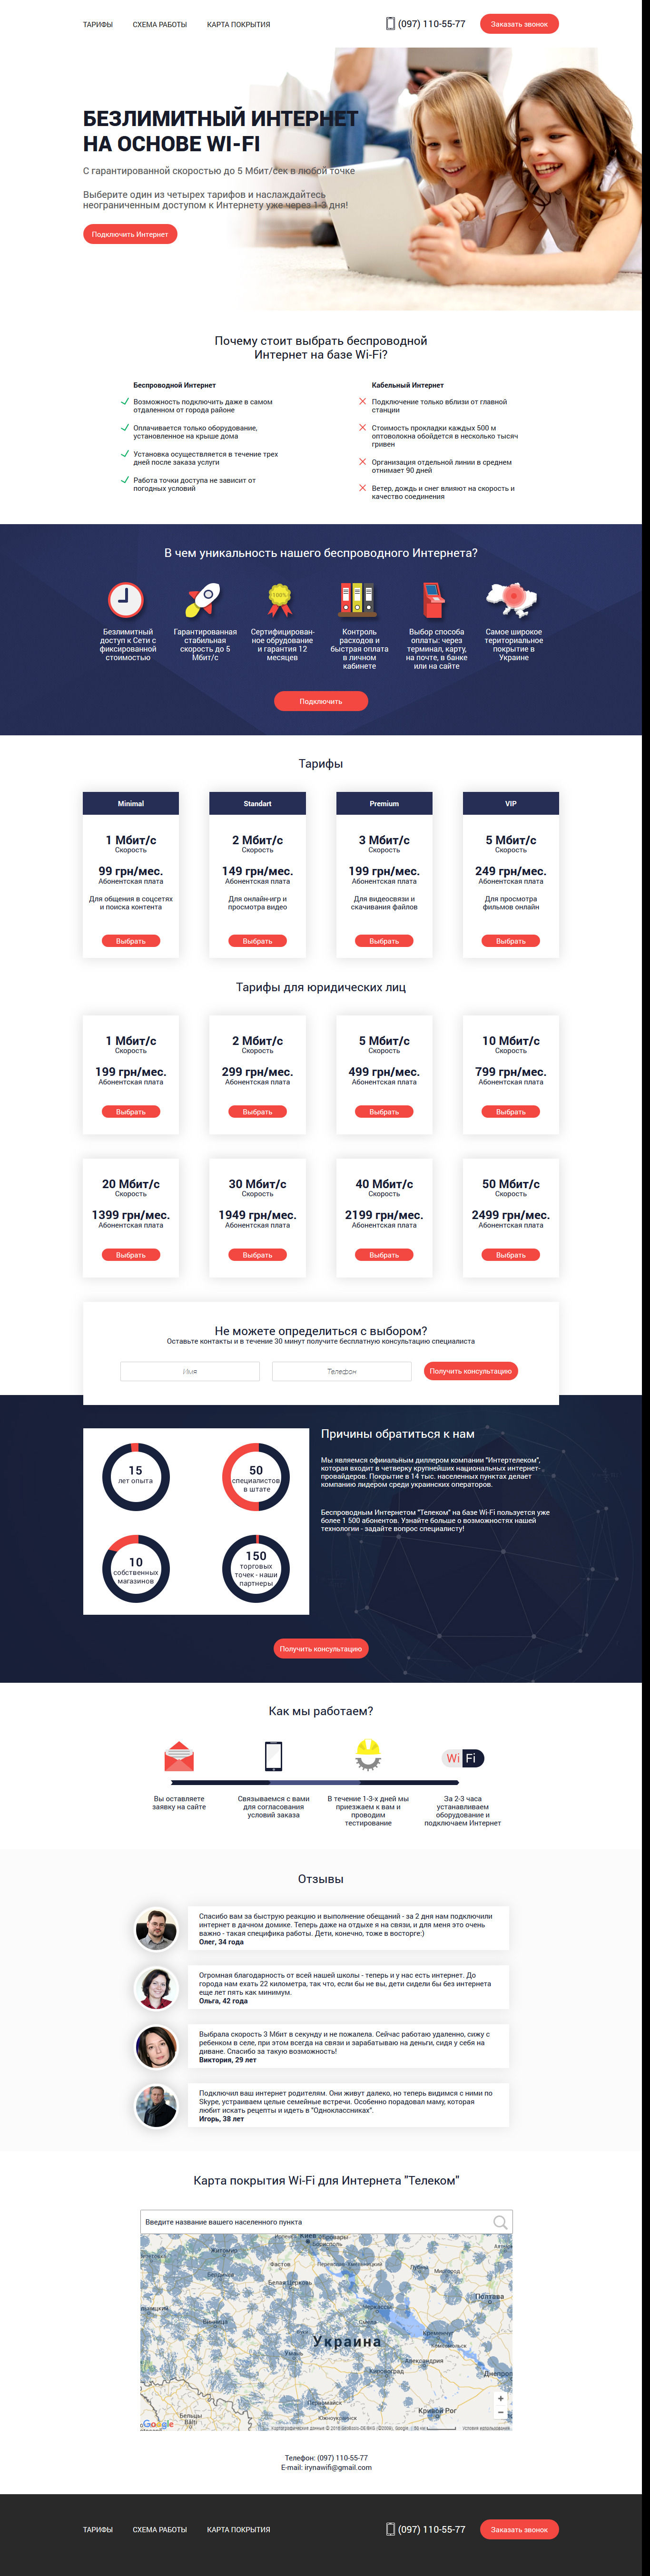 ТАРИФЫ СХЕМА РАБОТЫ КАРТА ПОКРЫТИЯ (097) 110-55-77 Заказать звонок
БЕЗЛИМИТНЫЙ ИНТЕРНЕТ
НА ОСНОВЕ WI-FI
С гарантированной скоростью до 5 Мбит/сек в любой точке
Выберите один из четырех тарифов и наслаждайтесь
неограниченным доступом к Интернету уже через 1-3 дня!
Подключить Интернет
Почему стоит выбрать беспроводной
Интернет на базе Wi-Fi?
Беспроводной Интернет
Возможность подключить даже в самом
отдаленном от города районе
Оплачивается только оборудование,
установленное на крыше дома
Установка осуществляется в течение трех
дней после заказа услуги
Работа точки доступа не зависит от
погодных условий
Кабельный Интернет
Подключение только вблизи от главной
станции
Стоимость прокладки каждых 500 м
оптоволокна обойдется в несколько тысяч
гривен
Организация отдельной линии в среднем
отнимает 90 дней
Ветер, дождь и снег влияют на скорость и
качество соединения
В чем уникальность нашего беспроводного Интернета?
100%
Безлимитный
доступ к Сети с
фиксированной
стоимостью
Гарантированная
стабильная
скорость до 5
Мбит/с
Сертифицирован-
ное обрудование
и гарантия 12
месяцев
Контроль
расходов и
быстрая оплата
в личном
кабинете
Выбор способа
оплаты: через
терминал, карту,
на почте, в банке
или на сайте
Самое широкое
территориальное
покрытие в
Украине
Подключить
Тарифы
Minimal
1 Мбит/с
Скорость
99 грн/мес.
Абонентская плата
Для общения в соцсетях
и поиска контента
Выбрать
Standart
2 Мбит/с
Скорость
149 грн/мес.
Абонентская плата
Для онлайн-игр и
просмотра видео
Выбрать
Premium
3 Мбит/с
Скорость
199 грн/мес.
Абонентская плата
Для видеосвязи и
скачивания файлов
Выбрать
VIP
5 Мбит/с
Скорость
249 грн/мес.
Абонентская плата
Для просмотра
фильмов онлайн
Выбрать
Тарифы для юридических лиц
1 Мбит/с
Скорость
199 грн/мес.
Абонентская плата
Выбрать
2 Мбит/с
Скорость
299 грн/мес.
Абонентская плата
Выбрать
5 Мбит/с
Скорость
499 грн/мес.
Абонентская плата
Выбрать
10 Мбит/с
Скорость
799 грн/мес.
Абонентская плата
Выбрать
20 Мбит/с
Скорость
1399 грн/мес.
Абонентская плата
Выбрать
30 Мбит/с
Скорость
1949 грн/мес.
Абонентская плата
Выбрать
40 Мбит/с
Скорость
2199 грн/мес.
Абонентская плата
Выбрать
50 Мбит/с
Скорость
2499 грн/мес.
Абонентская плата
Выбрать
Не можете определиться с выбором?
Оставьте контакты и в течение 30 минут получите бесплатную консультацию специалиста
Имя Телефон Получить консультацию
15
лет опыта
50
специалистов
в штате
10
собственных
магазинов
150
торговых
точек - наши
партнеры
Причины обратиться к нам
Мы являемся официальным диллером компании "Интертелеком",
которая входит в четверку крупнейших национальных интернет-
провайдеров. Покрытие в 14 тыс. населенных пунктах делает
компанию лидером среди украинских операторов.
Беспроводным Интернетом "Телеком" на базе Wi-Fi пользуется уже
более 1 500 абонентов. Узнайте больше о возможностях нашей
технологии - задайте вопрос специалисту!
Получить консультацию
Как мы работаем?
Wi Fi
Вы оставляете
заявку на сайте
Связываемся с вами
для согласования
условий заказа
В течение 1-3-х дней мы
приезжаем к вам и
проводим
тестирование
За 2-3 часа
устанавливаем
оборудование и
подключаем Интернет
Отзывы
Спасибо вам за быструю реакцию и выполнение обещаний - за 2 дня нам подключили
интернет в дачном домике. Теперь даже на отдыхе я на связи, и для меня это очень
важно - такая специфика работы. Дети, конечно, тоже в восторге:)
Олег, 34 года
Огромная благодарность от всей нашей школы - теперь и у нас есть интернет. До
города нам ехать 22 километра, так что, если бы не вы, дети сидели бы без интернета
еще лет пять как минимум.
Ольга, 42 года
Выбрала скорость 3 Мбит в секунду и не пожалела. Сейчас работаю удаленно, сижу с
ребенком в селе, при этом всегда на связи и зарабатываю на деньги, сидя у себя на
диване. Спасибо за такую возможность!
Виктория, 29 лет
Подключил ваш интернет родителям. Они живут далеко, но теперь видимся с ними по
Skype, устраиваем целые семейные встречи. Особенно порадовал маму, которая
любит искать рецепты и идеть в "Одноклассниках".
Игорь, 38 лет
Карта покрытия Wi-Fi для Интернета "Телеком"
Введите название вашего населенного пункта
Киев
Житомир
Фастов
Белая Церковь
Полтава
Украина
Умань
Кировоград
Александрия
Кривой Рог
Бельцы
Bălți
Google
Телефон: (097) 110-55-77
E-mail: irynawifi@gmail.com
ТАРИФЫ СХЕМА РАБОТЫ КАРТА ПОКРЫТИЯ (097) 110-55-77 Заказать звонок